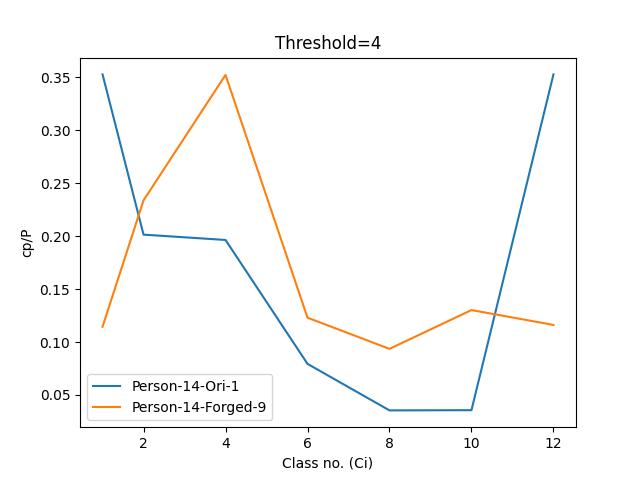 Threshold=4
0.35
0.30
0.25
0.20
0.15
0.10
0.05
cp/P
Person-14-Ori-1
Person-14-Forged-9
2 4 6 8 10 12
Class no. (Ci)